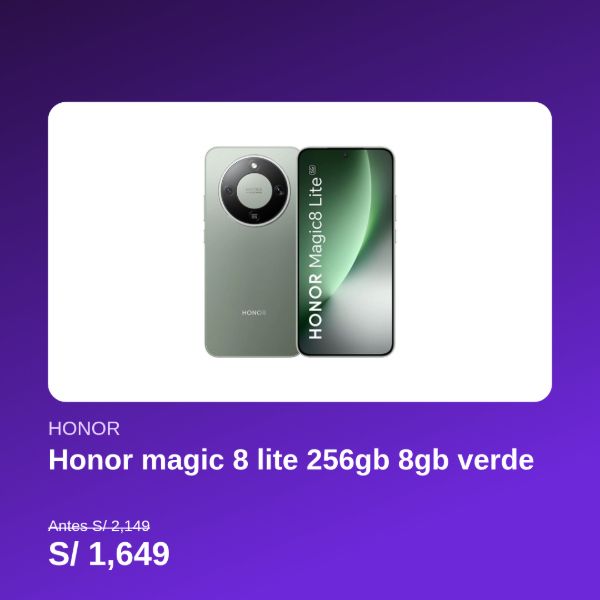 HONOR
HONOR Magic8 Lite
HONOR
Honor magic 8 lite 256gb 8gb verde
Antes S/ 2,149
S/ 1,649